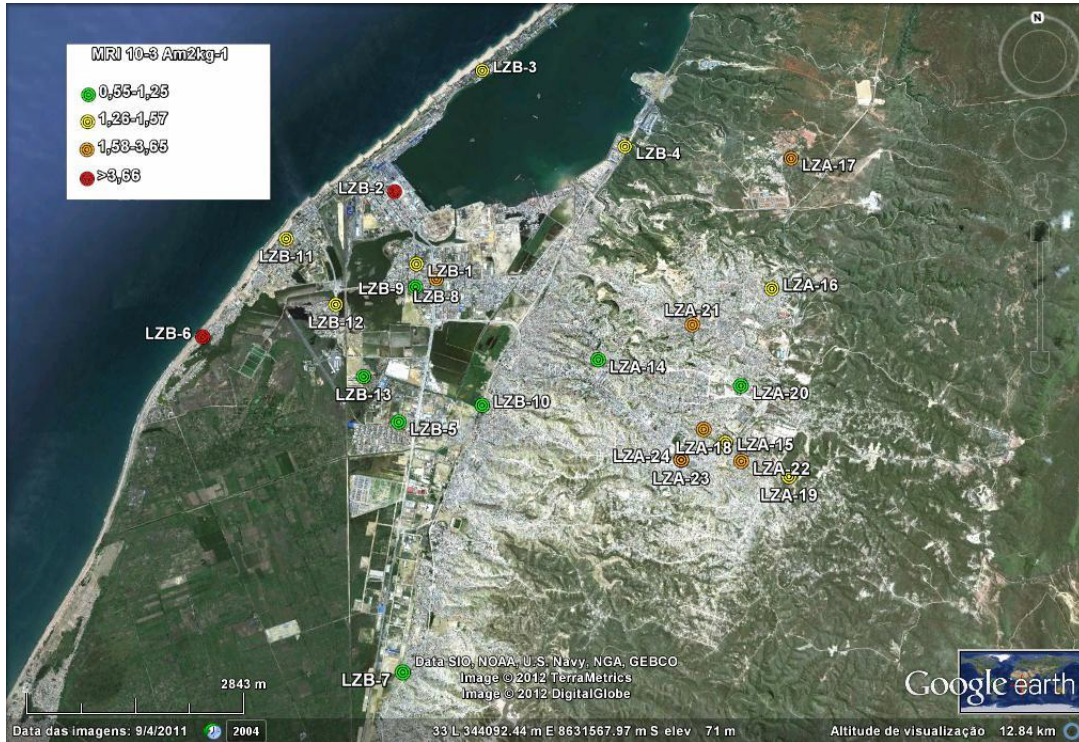 MRI 10-3 Am2kg-1
0,55-1,25
1,26-1,57
1,58-3,65
>3,66
N
LZB-3
LZB-4
LZA-17
LZB-2
LZB-11
LZB-1
LZB-9
LZB-8
LZA-16
LZB-12
LZA-21
LZB-6
LZA-14
LZB-13
LZA-20
LZB-10
LZB-5
LZA-18
LZA-15
LZA-24
LZA-22
LZA-23
LZA-19
LZB-7
Data SIO, NOAA, U.S. Navy, NGA, GEBCO
Image © 2012 TerraMetrics
Image © 2012 DigitalGlobe
2843 m
Google earth
Data das imagens: 9/4/2011
2004
33 L 344092.44 m E 8631567.97 m S elev 71 m
Altitude de visualização 12.84 km